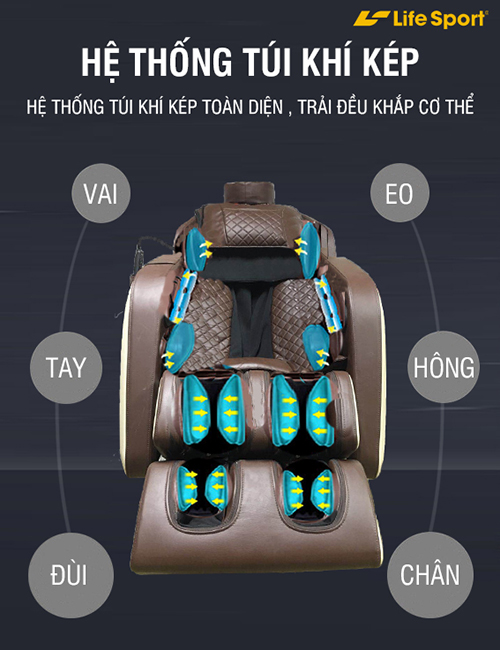 Life Sport®
HỆ THỐNG TÚI KHÍ KÉP
HỆ THỐNG TÚI KHÍ KÉP TOÀN DIỆN , TRẢI ĐỀU KHẮP CƠ THỂ
VAI
EO
TAY
HÔNG
ĐÙI
CHÂN